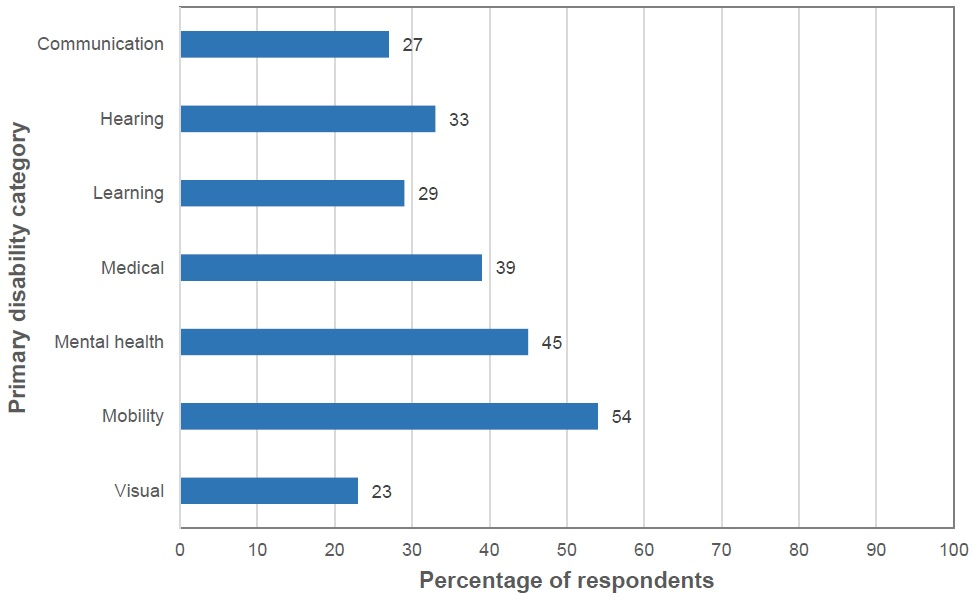 Primary disability category
Communication 27
Hearing 33
Learning 29
Medical 39
Mental health 45
Mobility 54
Visual 23
0 10 20 30 40 50 60 70 80 90 100
Percentage of respondents